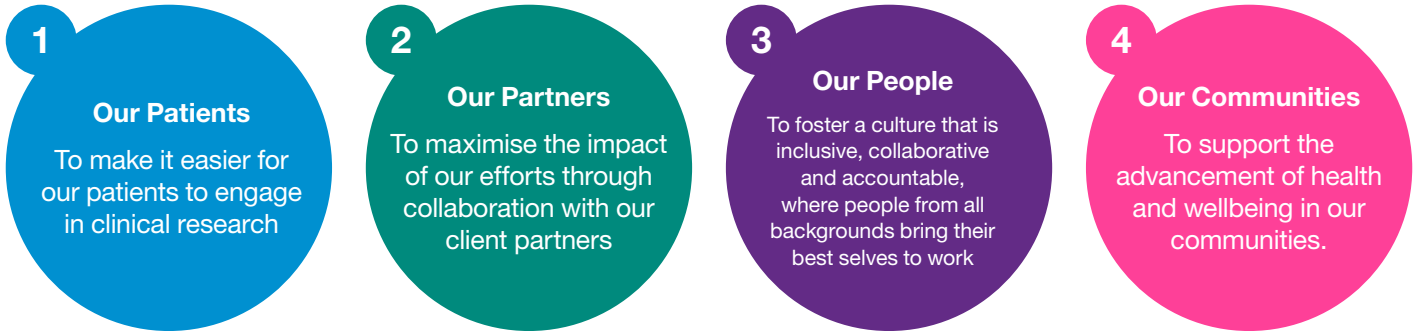 1
Our Patients
To make it easier for
our patients to engage
in clinical research
2
Our Partners
To maximise the impact
of our efforts through
collaboration with our
client partners
3
Our People
To foster a culture that is
inclusive, collaborative
and accountable,
where people from all
backgrounds bring their
best selves to work
4
Our Communities
To support the
advancement of health
and wellbeing in our
communities.